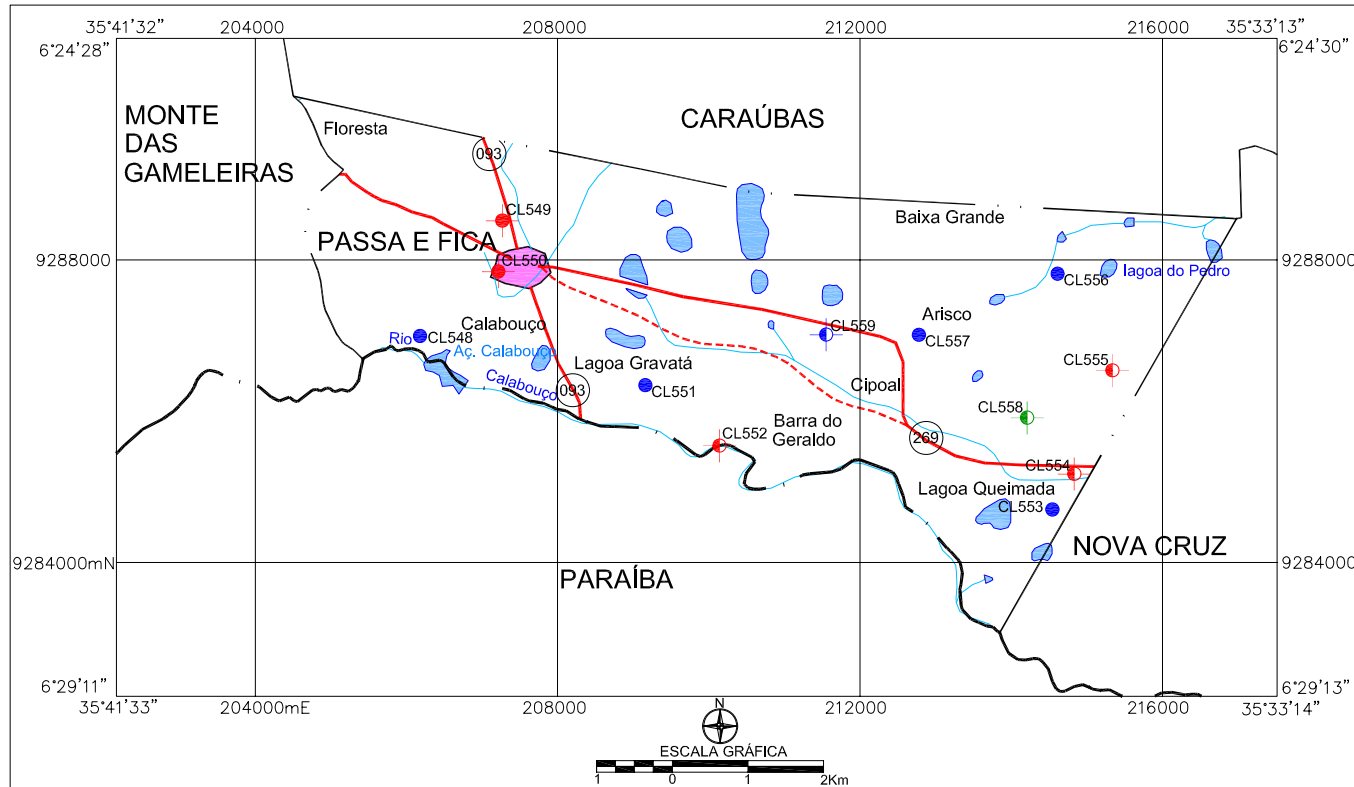 35°41'32" 204000 208000 212000 216000 35°33'13"
6°24'28" 6°24'30"
MONTE
DAS
GAMELEIRAS
Floresta
CARAÚBAS
093
CL549
Baixa Grande
PASSA E FICA
CL550
9288000 9288000
lagoa do Pedro
CL556
Calabouço
CL559
Arisco
CL557
Rio
CL548
Aç. Calabouço
Lagoa Gravatá
CL555
Calabouço
093
CL551
Cipoal
CL558
Barra do
Geraldo
CL552
269
CL554
Lagoa Queimada
CL553
NOVA CRUZ
9284000mN 9284000
PARAÍBA
6°29'11" 6°29'13"
35°41'33" 204000mE 208000 212000 216000 35°33'14"
N
ESCALA GRÁFICA
1 0 1 2Km